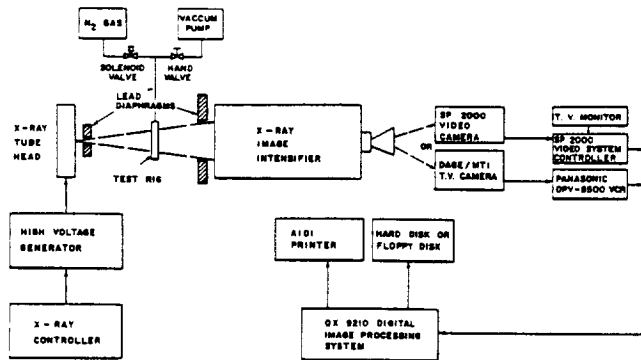 N2 GAS
VACCUM
PUMP
SOLENOID
VALVE
HAND
VALVE
LEAD
DIAPHRAGMS
X-RAY
TUBE
HEAD
TEST RIG
X-RAY
IMAGE
INTENSIFIER
SP 2000
VIDEO
CAMERA
OR
DAGE/MTI
T.V. CAMERA
T.V. MONITOR
SP 2000
VIDEO SYSTEM
CONTROLLER
PANASONIC
VCR
HIGH VOLTAGE
GENERATOR
X-RAY
CONTROLLER
PRINTER
HARD DISK OR
FLOPPY DISK
9210 DIGITAL
IMAGE PROCESSING
SYSTEM